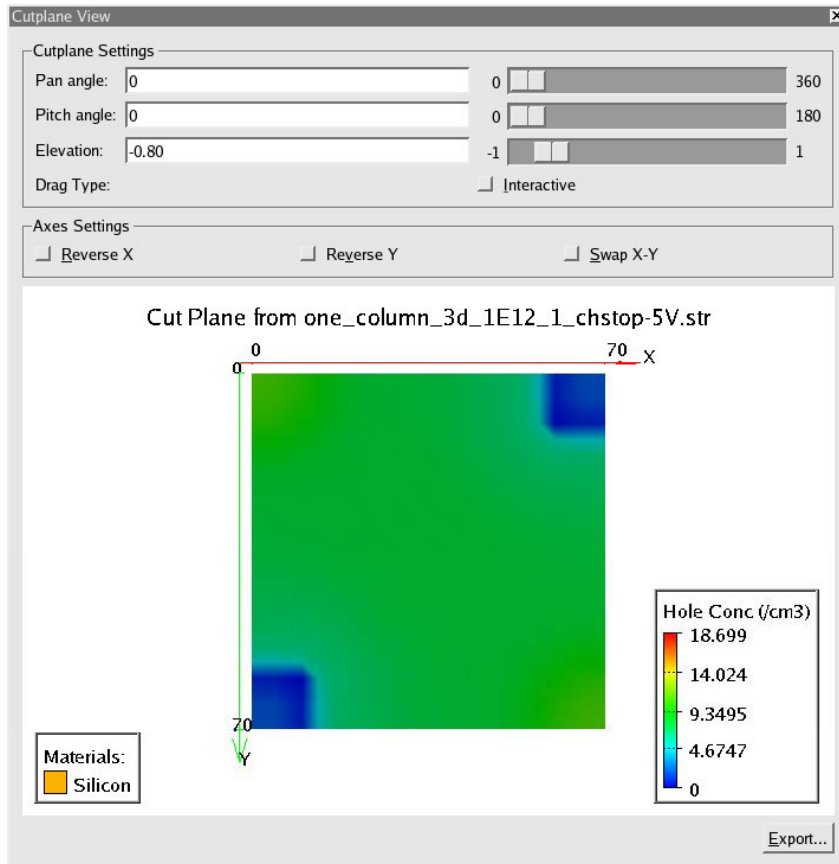 Cutplane View
Cutplane Settings
Pan angle: 0 0 360
Pitch angle: 0 0 180
Elevation: -0.80 -1 1
Drag Type: Interactive
Axes Settings
Reverse X Reverse Y Swap X-Y
Cut Plane from one_column_3d_1E12_1_chstop-5V.str
0 70 X
0
70
Y
Hole Conc (/cm3)
18.699
14.024
9.3495
4.6747
0
Materials:
Silicon
Export...